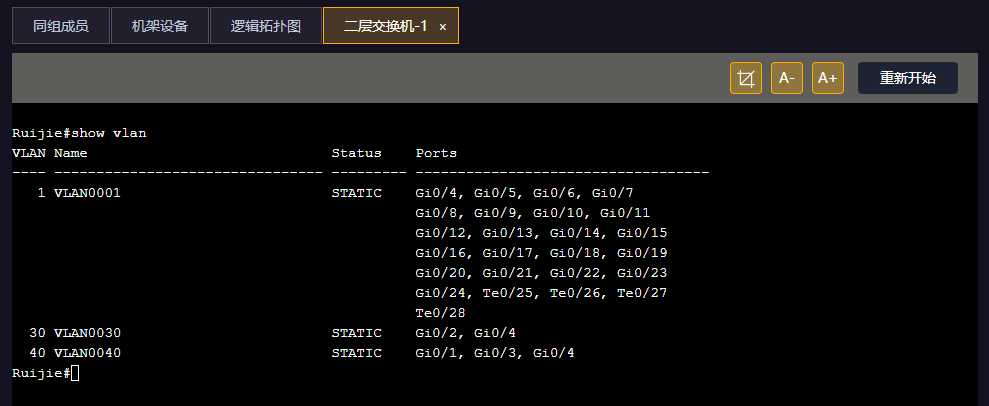 同组成员 机架设备 逻辑拓扑图 二层交换机-1 ×
A- A+ 重新开始
Ruijie#show vlan
VLAN Name                             Status    Ports
---- -------------------------------- --------- -----------------------------------
   1 VLAN0001                         STATIC    Gi0/4, Gi0/5, Gi0/6, Gi0/7
                                                Gi0/8, Gi0/9, Gi0/10, Gi0/11
                                                Gi0/12, Gi0/13, Gi0/14, Gi0/15
                                                Gi0/16, Gi0/17, Gi0/18, Gi0/19
                                                Gi0/20, Gi0/21, Gi0/22, Gi0/23
                                                Gi0/24, Te0/25, Te0/26, Te0/27
                                                Te0/28
  30 VLAN0030                         STATIC    Gi0/2, Gi0/4
  40 VLAN0040                         STATIC    Gi0/1, Gi0/3, Gi0/4
Ruijie#